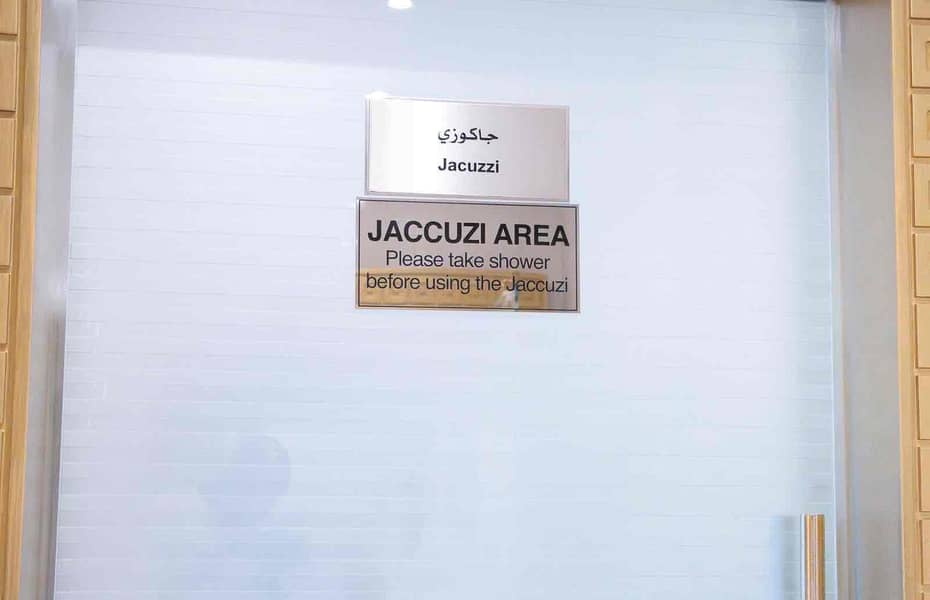 جاكوزي
Jacuzzi
JACCUZI AREA
Please take shower
before using the Jaccuzi